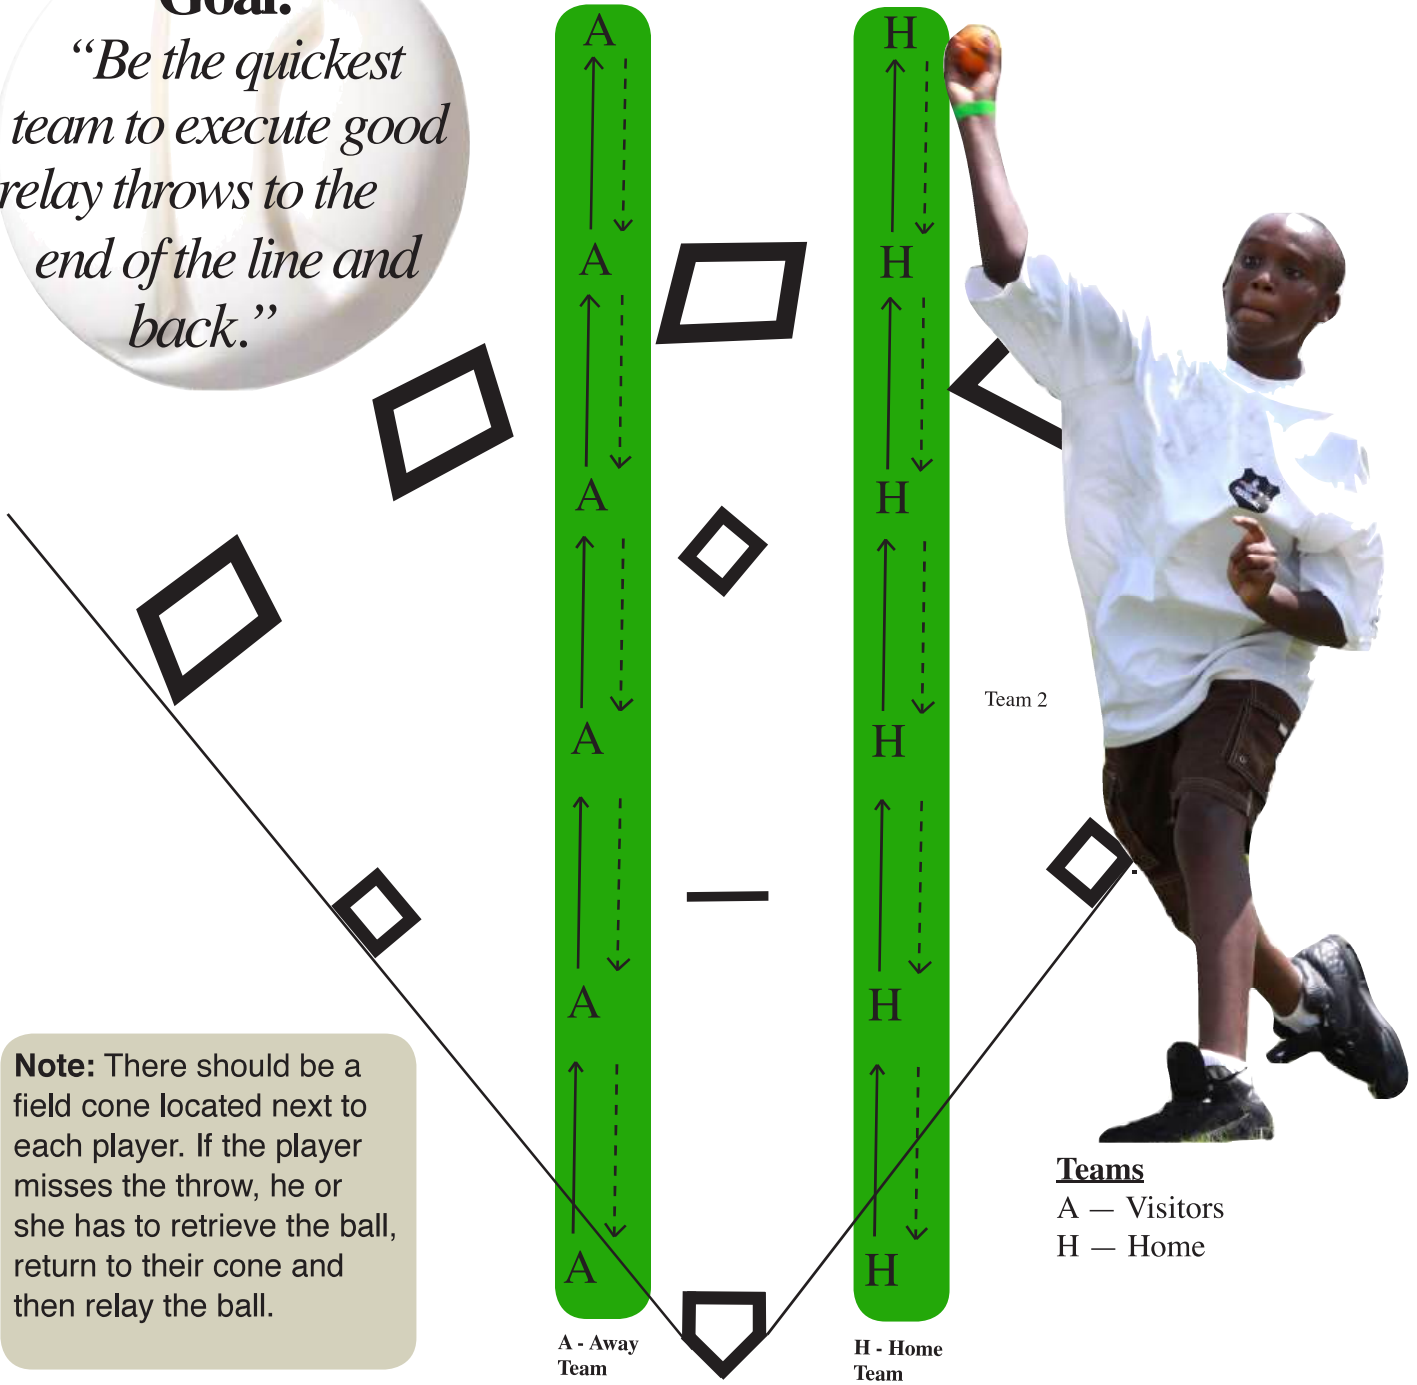 Goal:
“Be the quickest
team to execute good
relay throws to the
end of the line and
back.”
A
A
A
A
A
A
A - Away
Team
H
H
H
H
H
H
H - Home
Team
Team 2
Note: There should be a
field cone located next to
each player. If the player
misses the throw, he or
she has to retrieve the ball,
return to their cone and
then relay the ball.
Teams
A — Visitors
H — Home